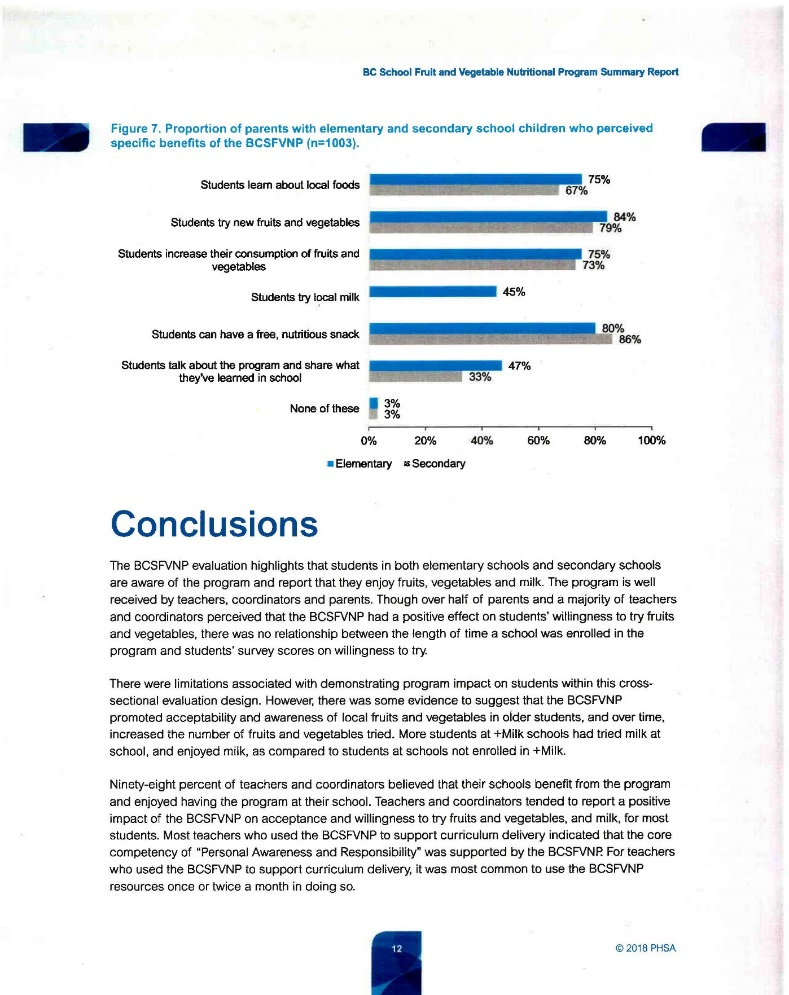 BC School Fruit and Vegetable Nutritional Program Summary Report
Figure 7. Proportion of parents with elementary and secondary school children who perceived
specific benefits of the BCSFVNP (n=1003).
Students learn about local foods
75%
67%
Students try new fruits and vegetables
84%
79%
Students increase their consumption of fruits and
vegetables
75%
73%
Students try local milk
45%
Students can have a free, nutritious snack
80%
86%
Students talk about the program and share what
they've learned in school
47%
33%
None of these
3%
3%
0% 20% 40% 60% 80% 100%
Elementary Secondary
Conclusions
The BCSFVNP evaluation highlights that students in both elementary schools and secondary schools
are aware of the program and report that they enjoy fruits, vegetables and milk. The program is well
received by teachers, coordinators and parents. Though over half of parents and a majority of teachers
and coordinators perceived that the BCSFVNP had a positive effect on students' willingness to try fruits
and vegetables, there was no relationship between the length of time a school was enrolled in the
program and students' survey scores on willingness to try.
There were limitations associated with demonstrating program impact on students within this cross-
sectional evaluation design. However, there was some evidence to suggest that the BCSFVNP
promoted acceptability and awareness of local fruits and vegetables in older students, and over time,
increased the number of fruits and vegetables tried. More students at +Milk schools had tried milk at
school, and enjoyed milk, as compared to students at schools not enrolled in +Milk.
Ninety-eight percent of teachers and coordinators believed that their schools benefit from the program
and enjoyed having the program at their school. Teachers and coordinators tended to report a positive
impact of the BCSFVNP on acceptance and willingness to try fruits and vegetables, and milk, for most
students. Most teachers who used the BCSFVNP to support curriculum delivery indicated that the core
competency of "Personal Awareness and Responsibility" was supported by the BCSFVNP. For teachers
who used the BCSFVNP to support curriculum delivery, it was most common to use the BCSFVNP
resources once or twice a month in doing so.
12
© 2018 PHSA